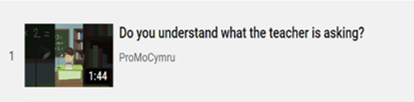 1
Do you understand what the teacher is asking?
ProMoCymru
1:44